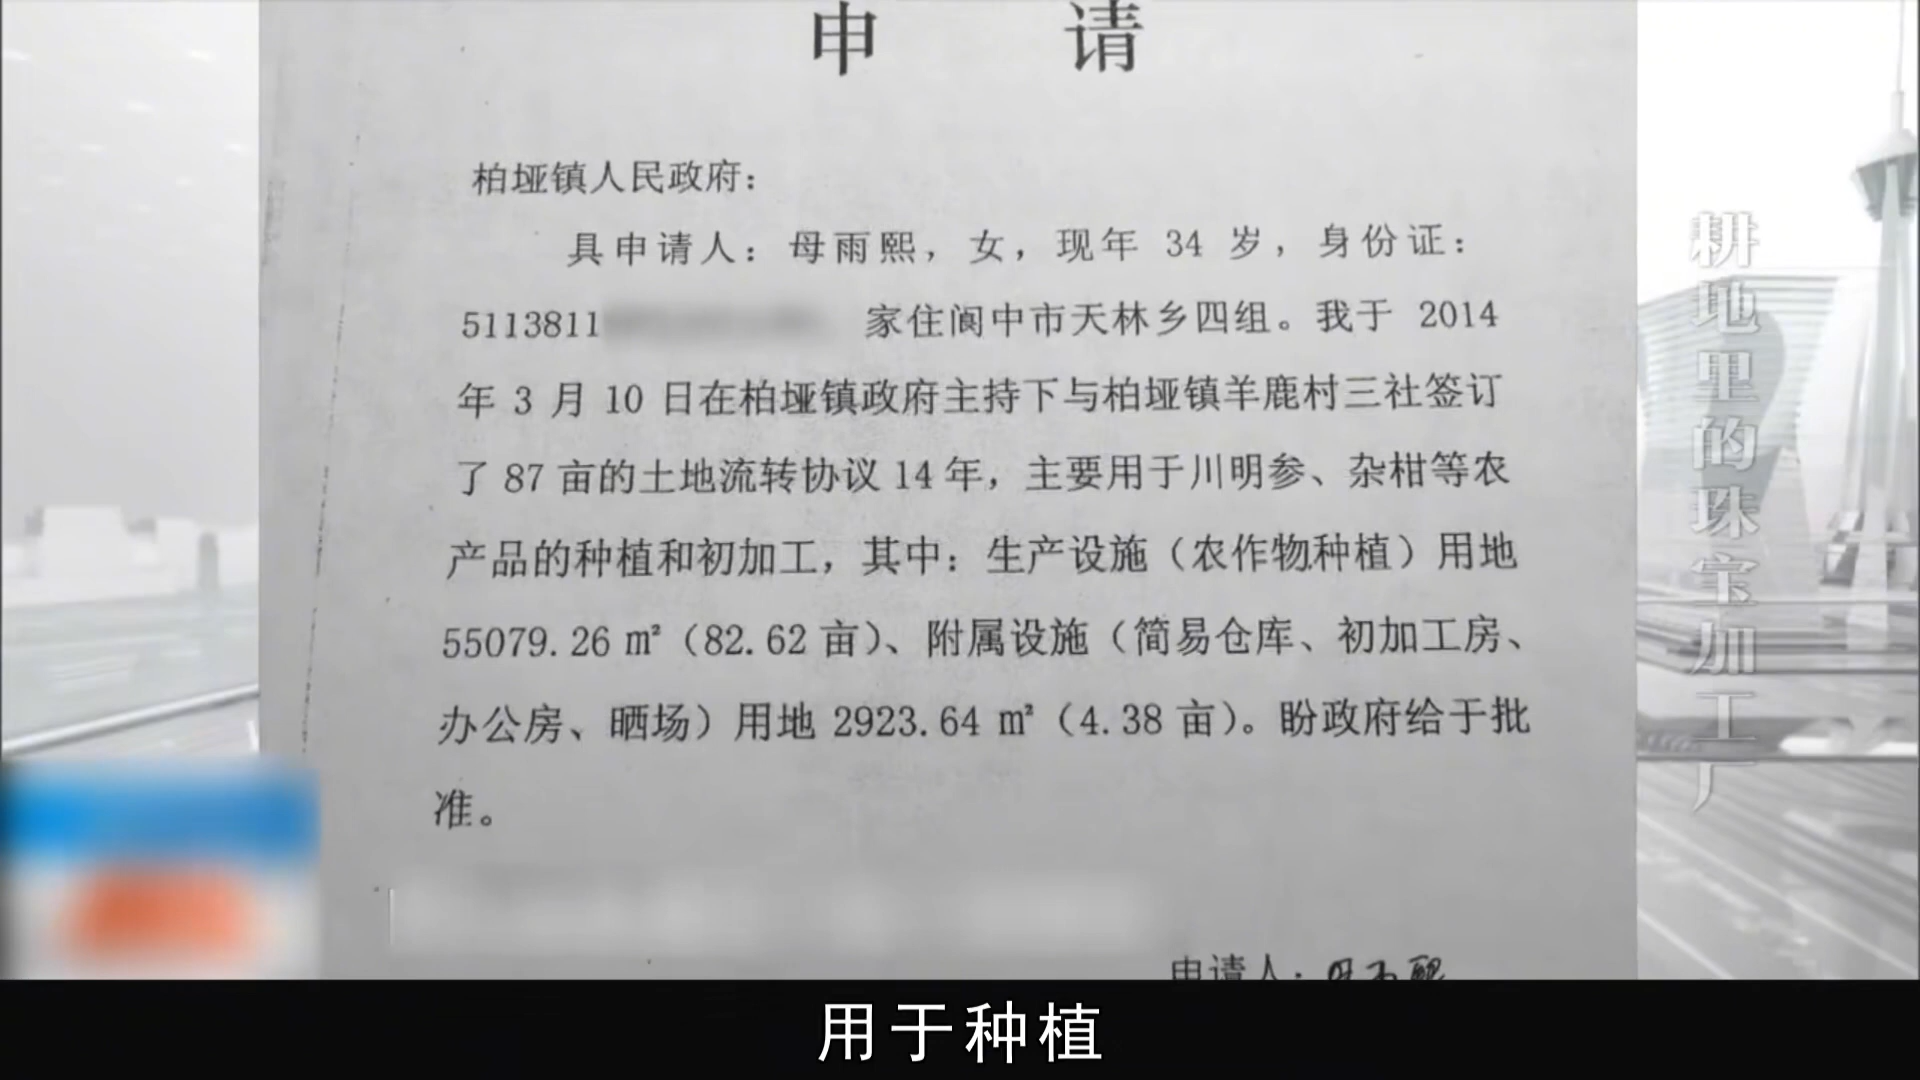 申 请
柏垭镇人民政府：
具申请人：母雨熙，女，现年 34 岁，身份证：
5113811 家住阆中市天林乡四组。我于 2014
年 3 月 10 日在柏垭镇政府主持下与柏垭镇羊鹿村三社签订
了 87 亩的土地流转协议 14 年，主要用于川明参、杂柑等农
产品的种植和初加工，其中：生产设施（农作物种植）用地
55079.26 ㎡（82.62 亩）、附属设施（简易仓库、初加工房、
办公房、晒场）用地 2923.64 ㎡（4.38 亩）。盼政府给于批
准。
申请人：母雨熙
耕地里的珠宝加工厂
用于种植